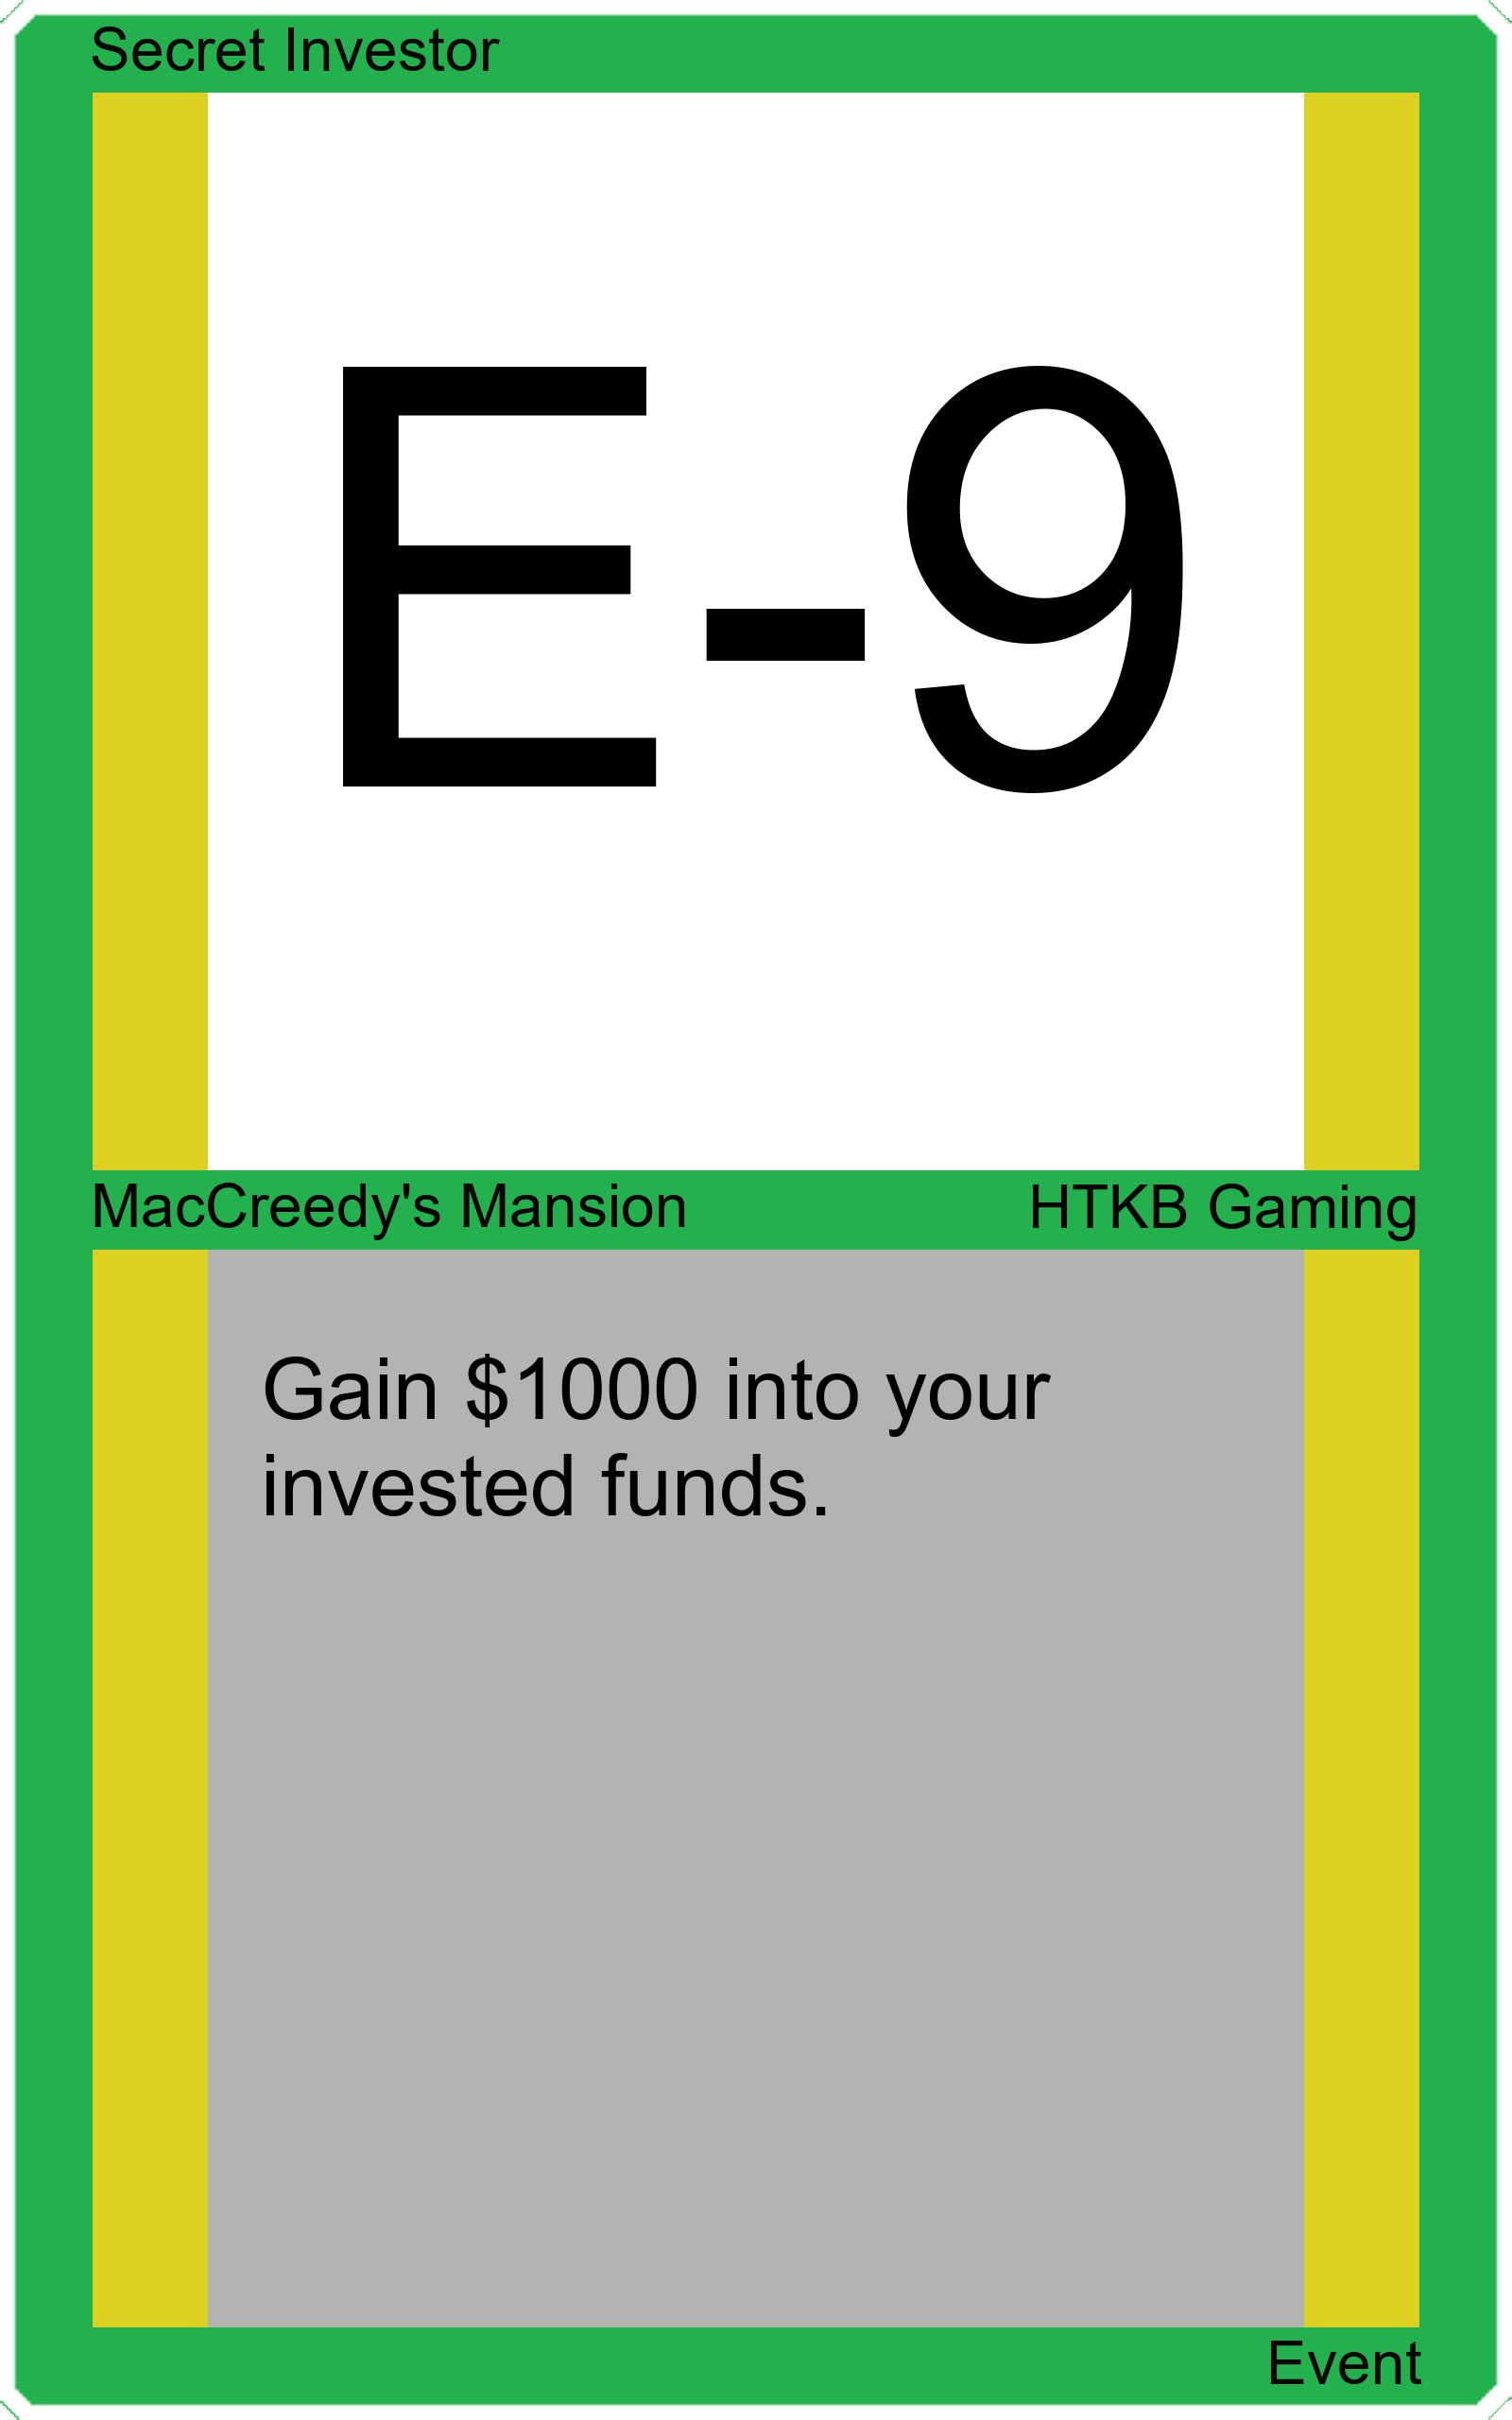 Secret Investor
E-9
MacCreedy's Mansion HTKB Gaming
Gain $1000 into your
invested funds.
Event